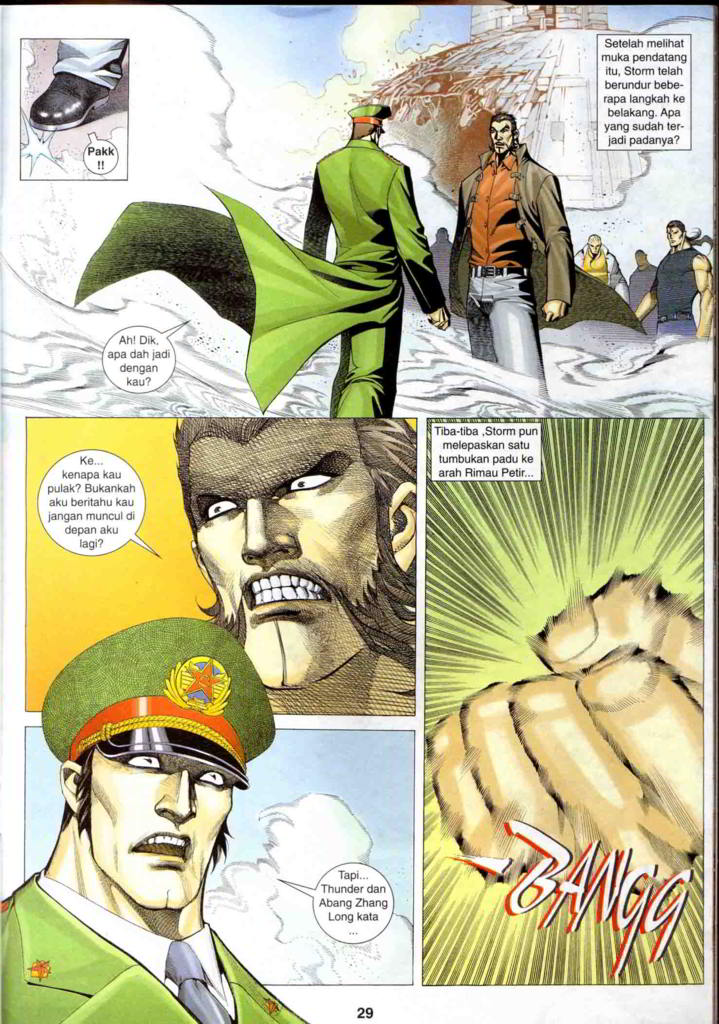 Pakk
!!
Setelah melihat
muka pendatang
itu, Storm telah
berundur bebe-
rapa langkah ke
belakang. Apa
yang sudah ter-
jadi padanya?
Ah! Dik,
apa dah jadi
dengan
kau?
Ke...
kenapa kau
pulak? Bukankah
aku beritahu kau
jangan muncul di
depan aku
lagi?
Tapi...
Thunder dan
Abang Zhang
Long kata
...
Tiba-tiba ,Storm pun
melepaskan satu
tumbukan padu ke
arah Rimau Petir...
BANGG
29